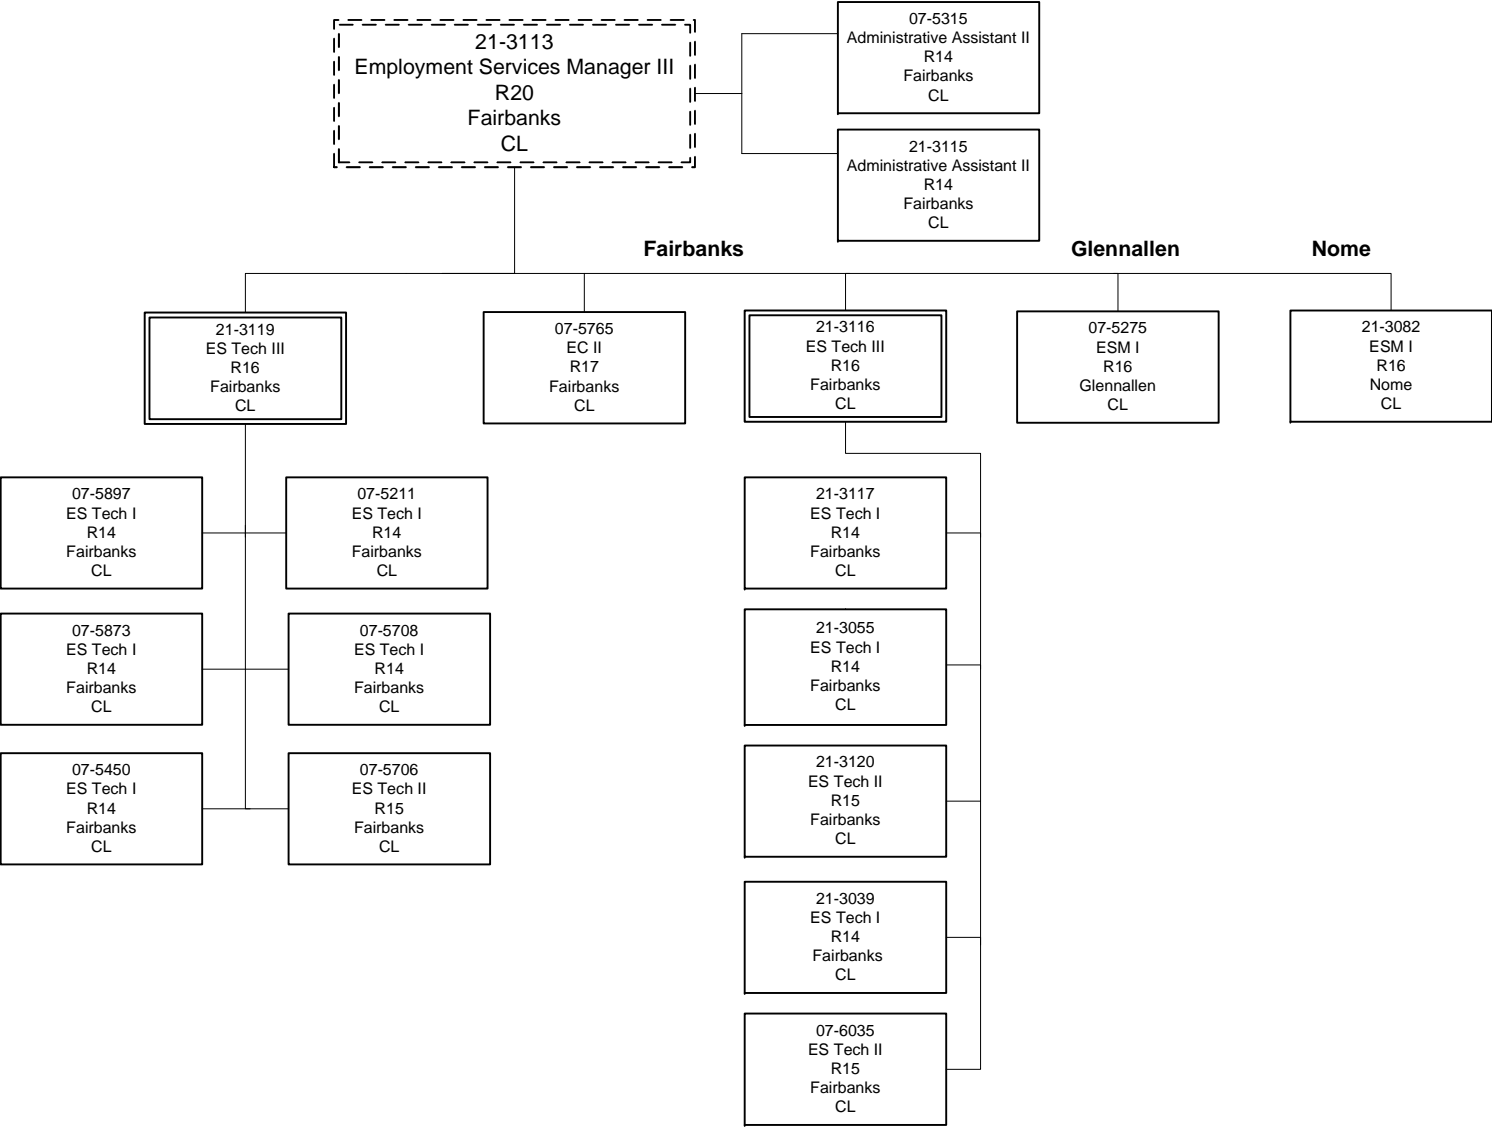 21-3113
Employment Services Manager III
R20
Fairbanks
CL
07-5315
Administrative Assistant II
R14
Fairbanks
CL
21-3115
Administrative Assistant II
R14
Fairbanks
CL
Fairbanks
Glennallen
Nome
21-3119
ES Tech III
R16
Fairbanks
CL
07-5765
EC II
R17
Fairbanks
CL
21-3116
ES Tech III
R16
Fairbanks
CL
07-5275
ESM I
R16
Glennallen
CL
21-3082
ESM I
R16
Nome
CL
07-5897
ES Tech I
R14
Fairbanks
CL
07-5211
ES Tech I
R14
Fairbanks
CL
07-5873
ES Tech I
R14
Fairbanks
CL
07-5708
ES Tech I
R14
Fairbanks
CL
07-5450
ES Tech I
R14
Fairbanks
CL
07-5706
ES Tech II
R15
Fairbanks
CL
21-3117
ES Tech I
R14
Fairbanks
CL
21-3055
ES Tech I
R14
Fairbanks
CL
21-3120
ES Tech II
R15
Fairbanks
CL
21-3039
ES Tech I
R14
Fairbanks
CL
07-6035
ES Tech II
R15
Fairbanks
CL